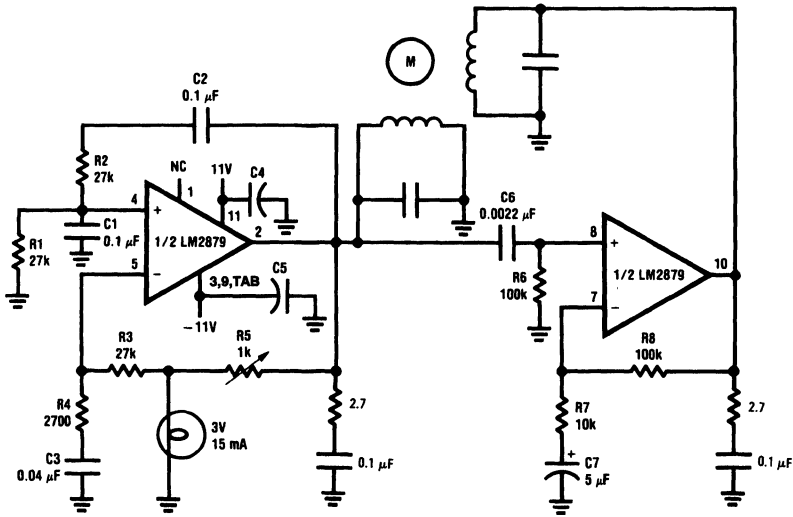 M
C2
0.1 μF
R2
27k
NC
1
11V
C4
11
4
+
C1
0.1 μF
1/2 LM2879
2
R1
27k
5
−
3,9,TAB
C5
−11V
C6
0.0022 μF
8
+
R6
100k
1/2 LM2879
10
7
−
R3
27k
R5
1k
R8
100k
R4
2700
3V
15 mA
2.7
R7
10k
2.7
C3
0.04 μF
0.1 μF
+
C7
5 μF
0.1 μF